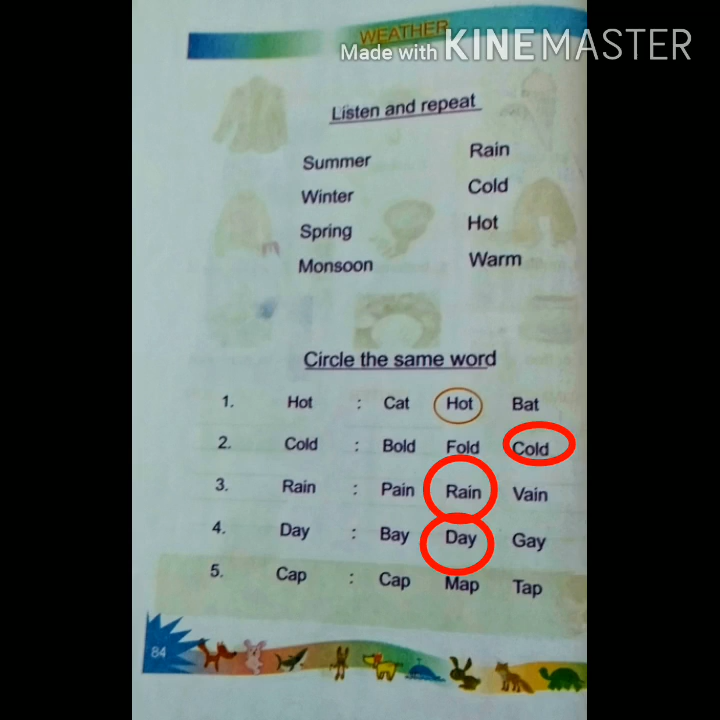 WEATHER
Made with KINEMASTER
Listen and repeat
Summer Rain
Winter Cold
Spring Hot
Monsoon Warm
Circle the same word
1. Hot : Cat Hot Bat
2. Cold : Bold Fold Cold
3. Rain : Pain Rain Vain
4. Day : Bay Day Gay
5. Cap : Cap Map Tap
84